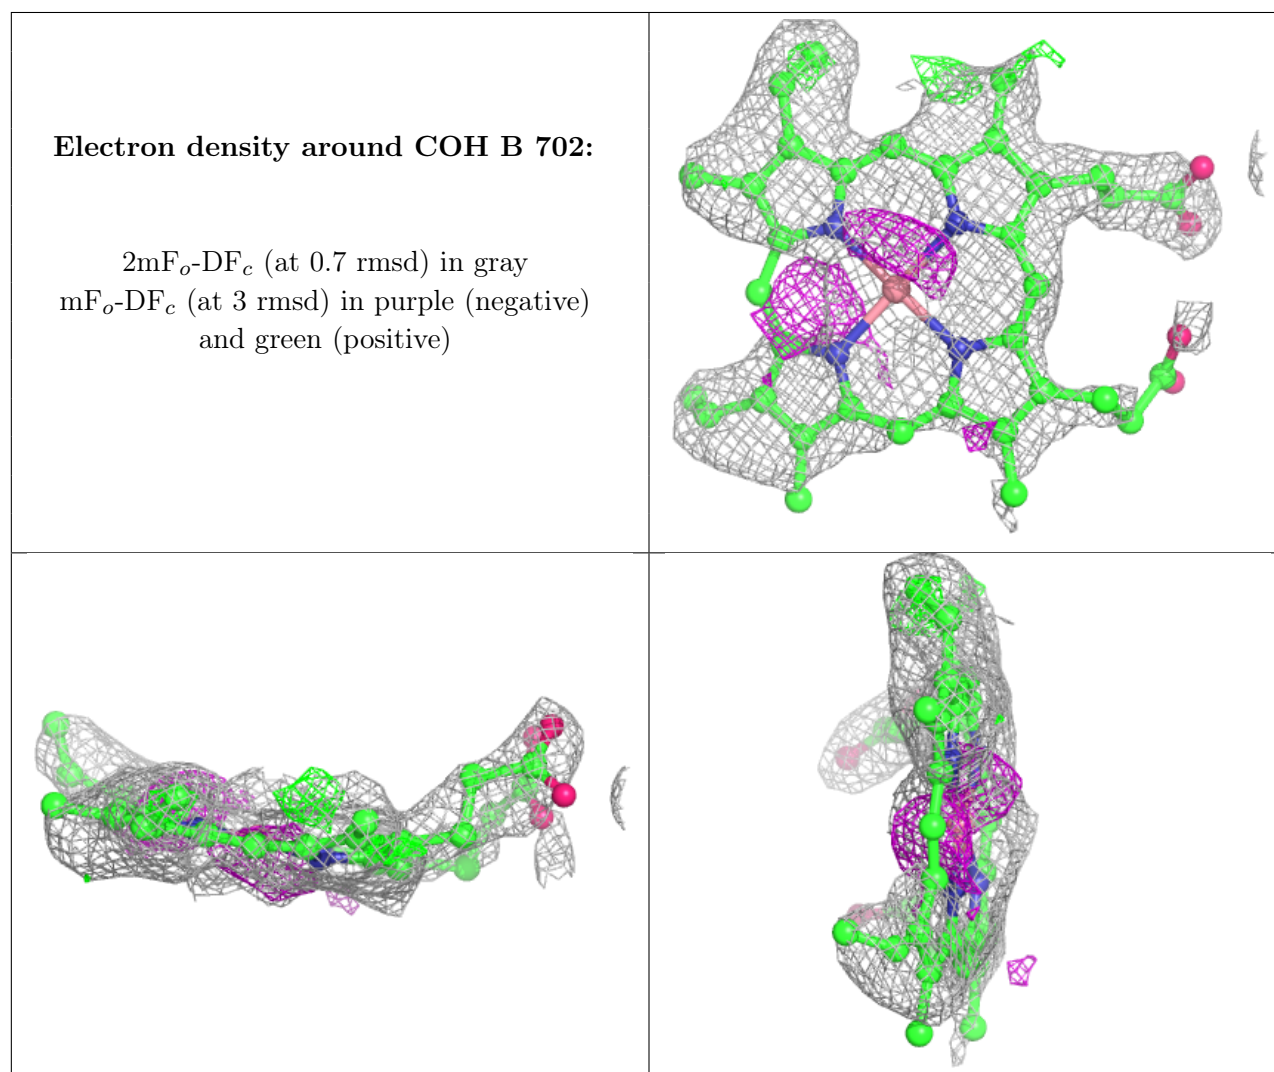 Electron density around COH B 702:
2mFo-DFc (at 0.7 rmsd) in gray
mFo-DFc (at 3 rmsd) in purple (negative)
and green (positive)